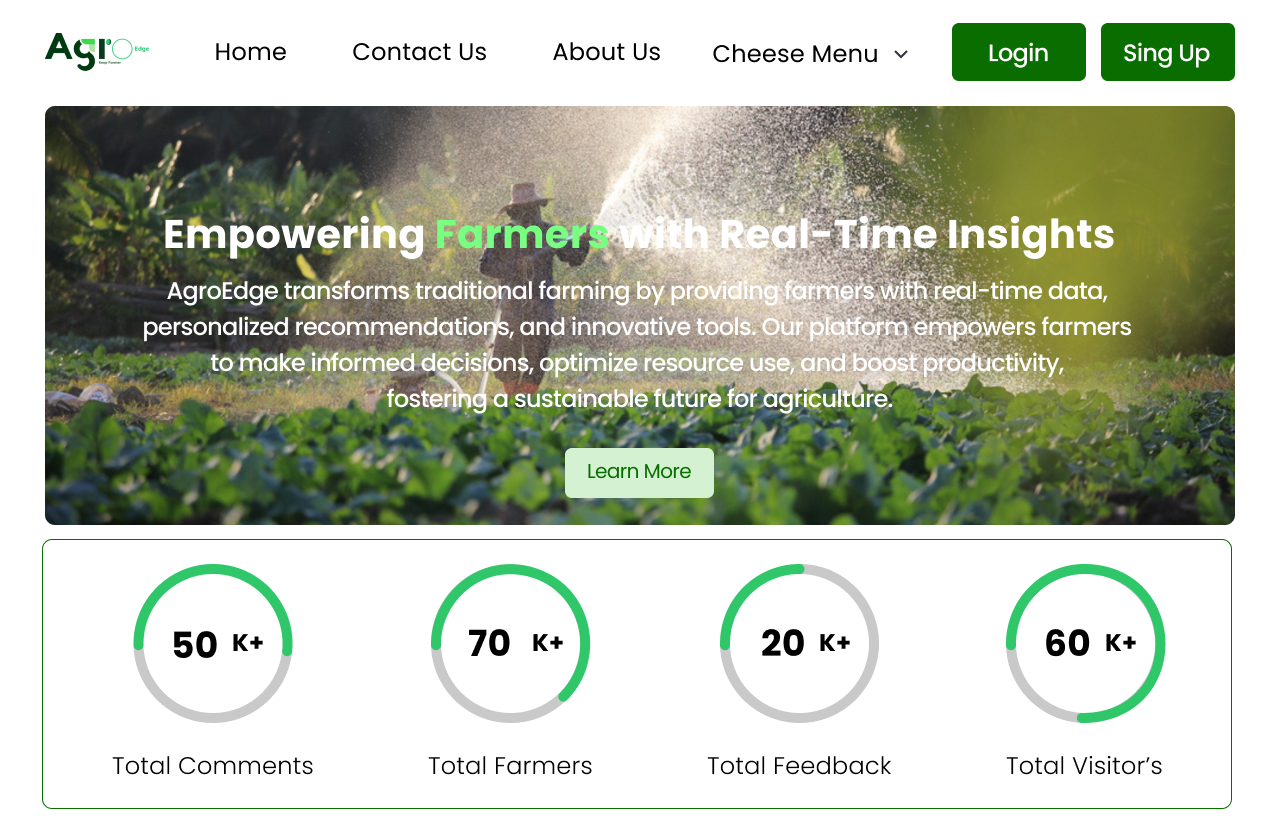 Agro Edge
Home
Contact Us
About Us
Cheese Menu
Login
Sing Up
Empowering Farmers with Real-Time Insights
AgroEdge transforms traditional farming by providing farmers with real-time data,
personalized recommendations, and innovative tools. Our platform empowers farmers
to make informed decisions, optimize resource use, and boost productivity,
fostering a sustainable future for agriculture.
Learn More
50 K+
70 K+
20 K+
60 K+
Total Comments
Total Farmers
Total Feedback
Total Visitor’s